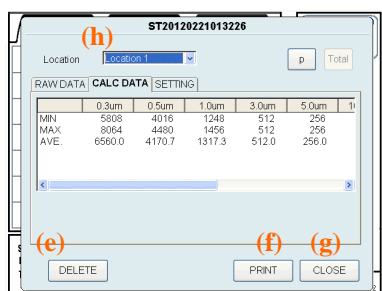 ST20120221013226
(h)
Location Location 1 p Total
RAW DATA CALC DATA SETTING
0.3um 0.5um 1.0um 3.0um 5.0um 1
MIN 5808 4016 1248 512 256
MAX 8064 4480 1456 512 256
AVE. 6560.0 4170.7 1317.3 512.0 256.0
(e) (f) (g)
DELETE PRINT CLOSE